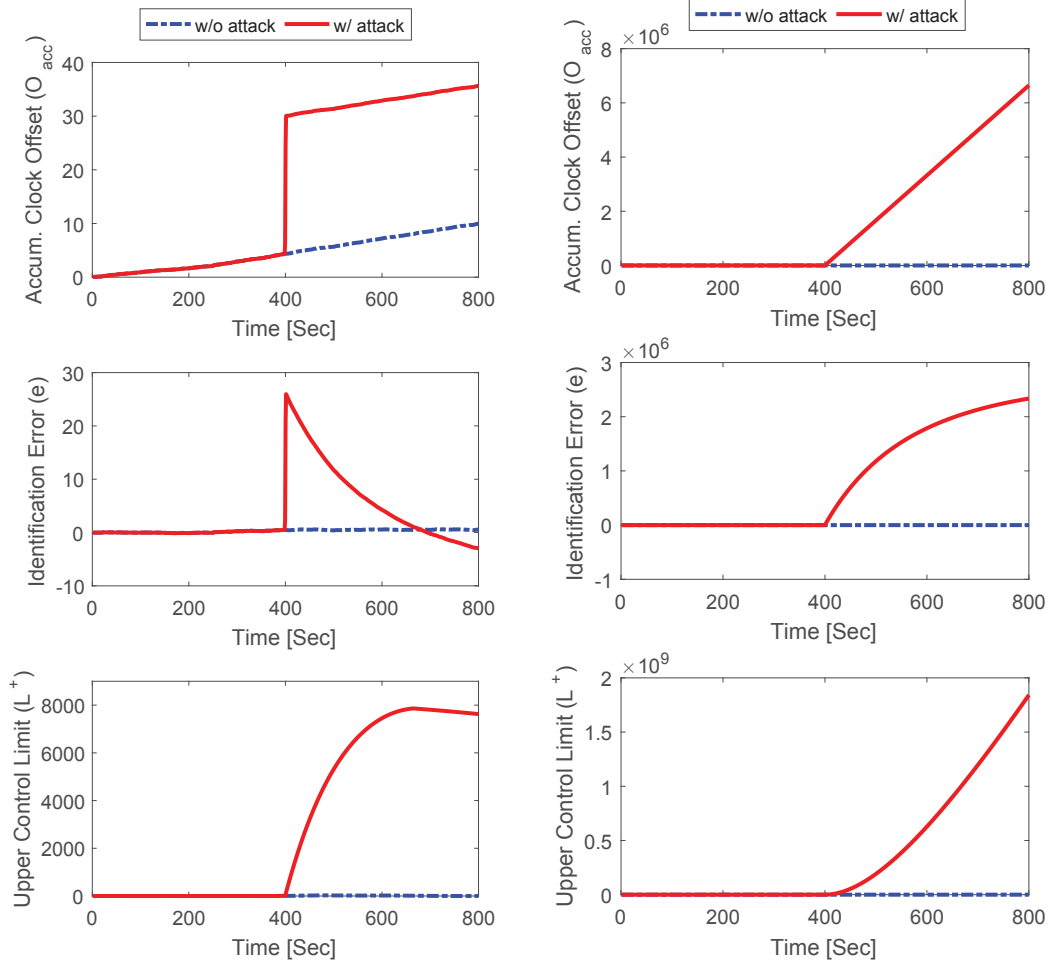 w/o attack w/ attack
Accum. Clock Offset (O acc)
40
30
20
10
0
0 200 400 600 800
Time [Sec]
Identification Error (e)
30
20
10
0
-10
0 200 400 600 800
Time [Sec]
Upper Control Limit (L +)
8000
6000
4000
2000
0
0 200 400 600 800
Time [Sec]
w/o attack w/ attack
×10^6
Accum. Clock Offset (O acc)
8
6
4
2
0
0 200 400 600 800
Time [Sec]
×10^6
Identification Error (e)
3
2
1
0
-1
0 200 400 600 800
Time [Sec]
×10^9
Upper Control Limit (L +)
2
1.5
1
0.5
0
0 200 400 600 800
Time [Sec]